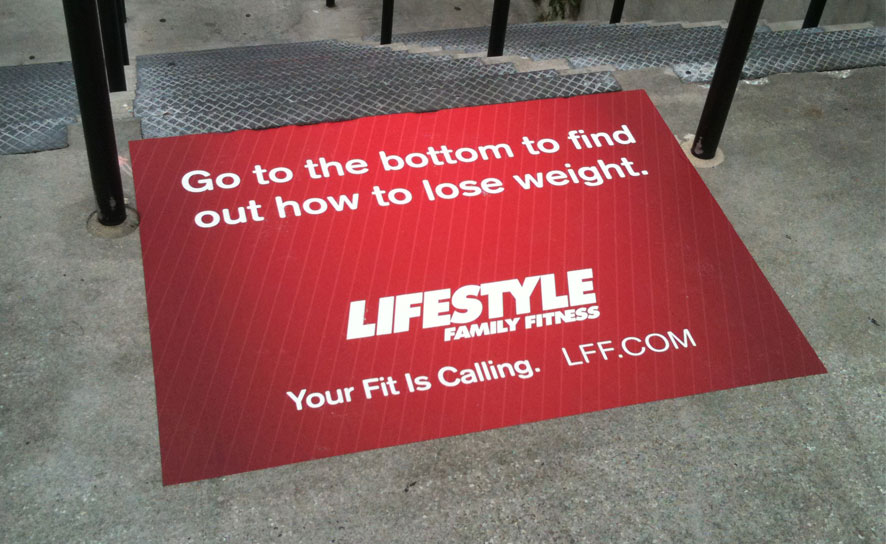 Go to the bottom to find
out how to lose weight.
LIFESTYLE
FAMILY FITNESS
Your Fit Is Calling. LFF.COM